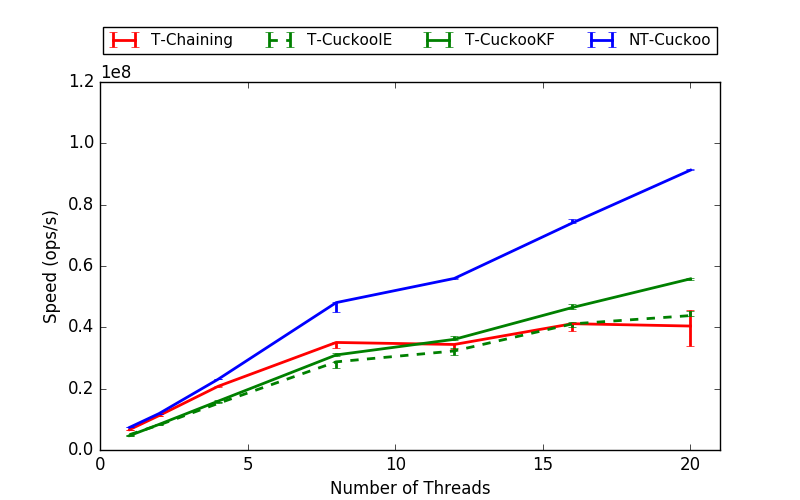 T-Chaining T-CuckooIE T-CuckooKF NT-Cuckoo
1e8
1.2
1.0
0.8
0.6
0.4
0.2
0.0
Speed (ops/s)
0 5 10 15 20
Number of Threads